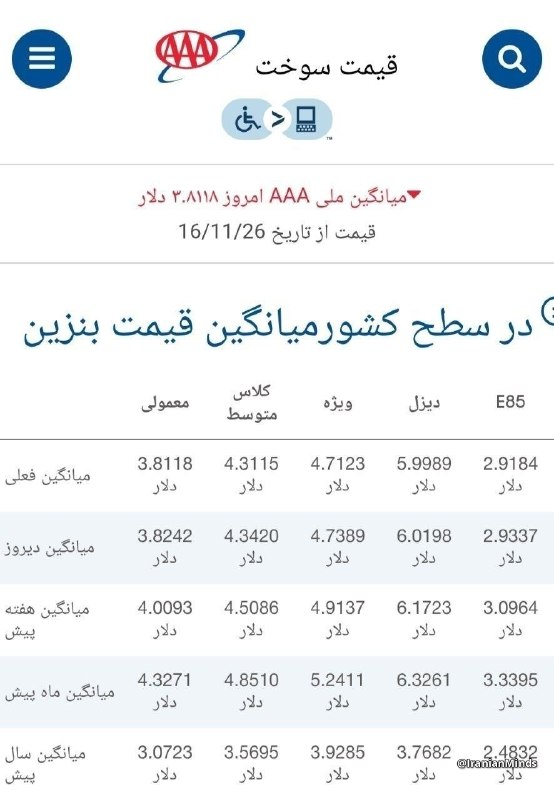 AAA
قیمت سوخت
میانگین ملی AAA امروز ۳.۸۱۱۸ دلار
قیمت از تاریخ 16/11/26
در سطح کشورمیانگین قیمت بنزین
معمولی کلاس متوسط ویژه دیزل E85
میانگین فعلی 3.8118 دلار 4.3115 دلار 4.7123 دلار 5.9989 دلار 2.9184 دلار
میانگین دیروز 3.8242 دلار 4.3420 دلار 4.7389 دلار 6.0198 دلار 2.9337 دلار
میانگین هفته پیش 4.0093 دلار 4.5086 دلار 4.9137 دلار 6.1723 دلار 3.0964 دلار
میانگین ماه پیش 4.3271 دلار 4.8510 دلار 5.2411 دلار 6.3261 دلار 3.3395 دلار
میانگین سال پیش 3.0723 دلار 3.5695 دلار 3.9285 دلار 3.7682 دلار 2.4832 دلار
@IranianMinds